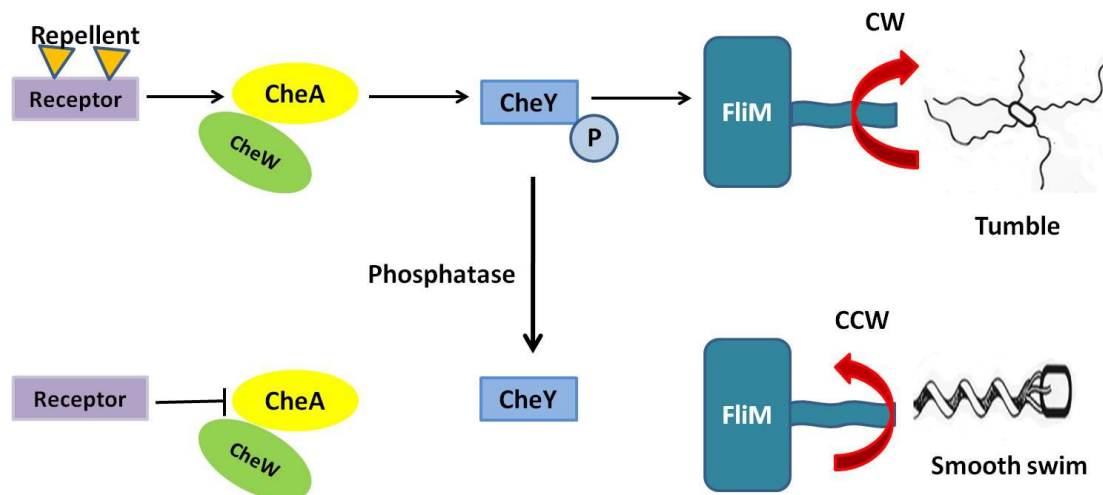 Repellent
Receptor
CheA
CheW
CheY
P
FliM
CW
Tumble
Phosphatase
Receptor
CheA
CheW
CheY
FliM
CCW
Smooth swim